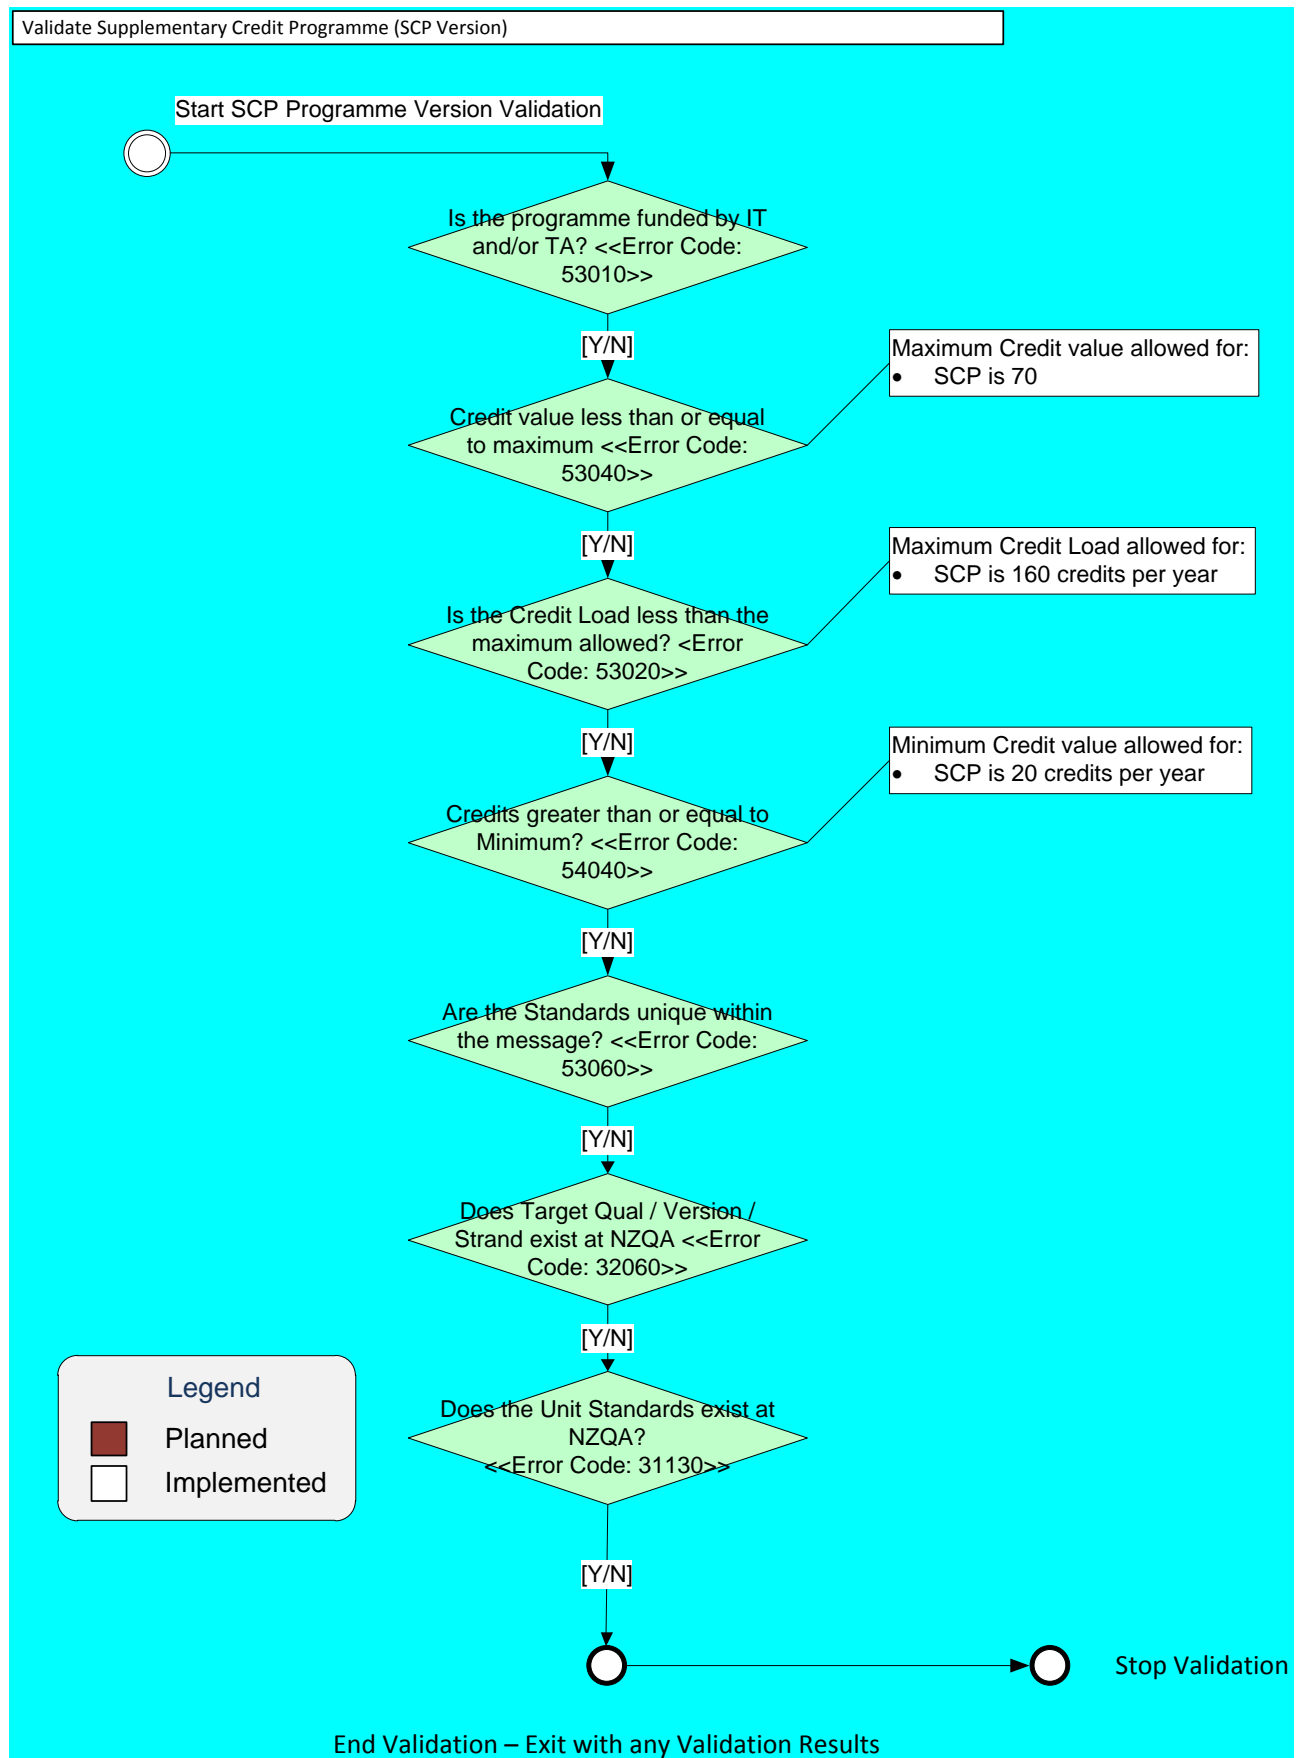 Validate Supplementary Credit Programme (SCP Version)
Start SCP Programme Version Validation
Is the programme funded by IT
and/or TA? <<Error Code:
53010>>
[Y/N]
Maximum Credit value allowed for:
• SCP is 70
Credit value less than or equal
to maximum <<Error Code:
53040>>
[Y/N]
Maximum Credit Load allowed for:
• SCP is 160 credits per year
Is the Credit Load less than the
maximum allowed? <Error
Code: 53020>>
[Y/N]
Minimum Credit value allowed for:
• SCP is 20 credits per year
Credits greater than or equal to
Minimum? <<Error Code:
54040>>
[Y/N]
Are the Standards unique within
the message? <<Error Code:
53060>>
[Y/N]
Does Target Qual / Version /
Strand exist at NZQA <<Error
Code: 32060>>
[Y/N]
Does the Unit Standards exist at
NZQA?
<<Error Code: 31130>>
Legend
Planned
Implemented
[Y/N]
Stop Validation
End Validation – Exit with any Validation Results